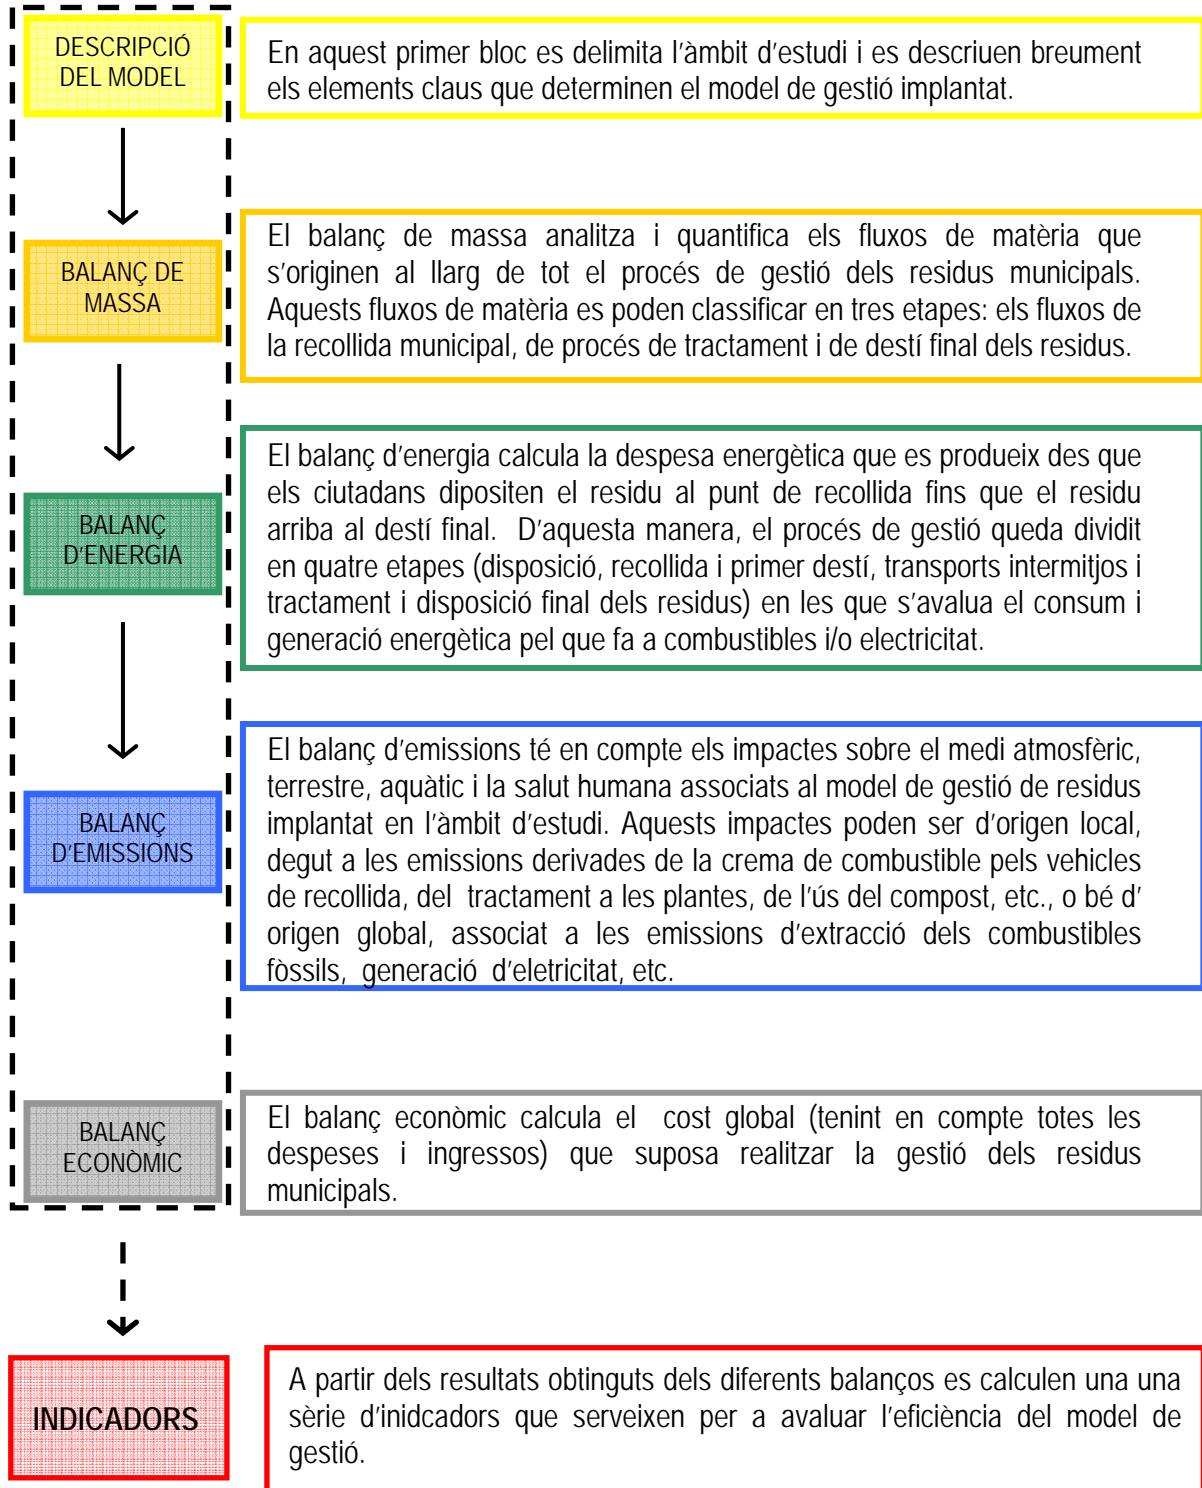 DESCRIPCIÓ
DEL MODEL
En aquest primer bloc es delimita l’àmbit d’estudi i es descriuen breument
els elements claus que determinen el model de gestió implantat.
BALANÇ DE
MASSA
El balanç de massa analitza i quantifica els fluxos de matèria que
s’originen al llarg de tot el procés de gestió dels residus municipals.
Aquests fluxos de matèria es poden classificar en tres etapes: els fluxos de
la recollida municipal, de procés de tractament i de destí final dels residus.
BALANÇ
D’ENERGIA
El balanç d’energia calcula la despesa energètica que es produeix des que
els ciutadans dipositen el residu al punt de recollida fins que el residu
arriba al destí final. D’aquesta manera, el procés de gestió queda dividit
en quatre etapes (disposició, recollida i primer destí, transports intermitjos i
tractament i disposició final dels residus) en les que s’avalua el consum i
generació energètica pel que fa a combustibles i/o electricitat.
BALANÇ
D’EMISSIONS
El balanç d’emissions té en compte els impactes sobre el medi atmosfèric,
terrestre, aquàtic i la salut humana associats al model de gestió de residus
implantat en l’àmbit d’estudi. Aquests impactes poden ser d’origen local,
degut a les emissions derivades de la crema de combustible pels vehicles
de recollida, del tractament a les plantes, de l’ús del compost, etc., o bé d’
origen global, associat a les emissions d’extracció dels combustibles
fòssils, generació d’eletricitat, etc.
BALANÇ
ECONÒMIC
El balanç econòmic calcula el cost global (tenint en compte totes les
despeses i ingressos) que suposa realitzar la gestió dels residus
municipals.
INDICADORS
A partir dels resultats obtinguts dels diferents balanços es calculen una una
sèrie d’inidcadors que serveixen per a avaluar l’eficiència del model de
gestió.